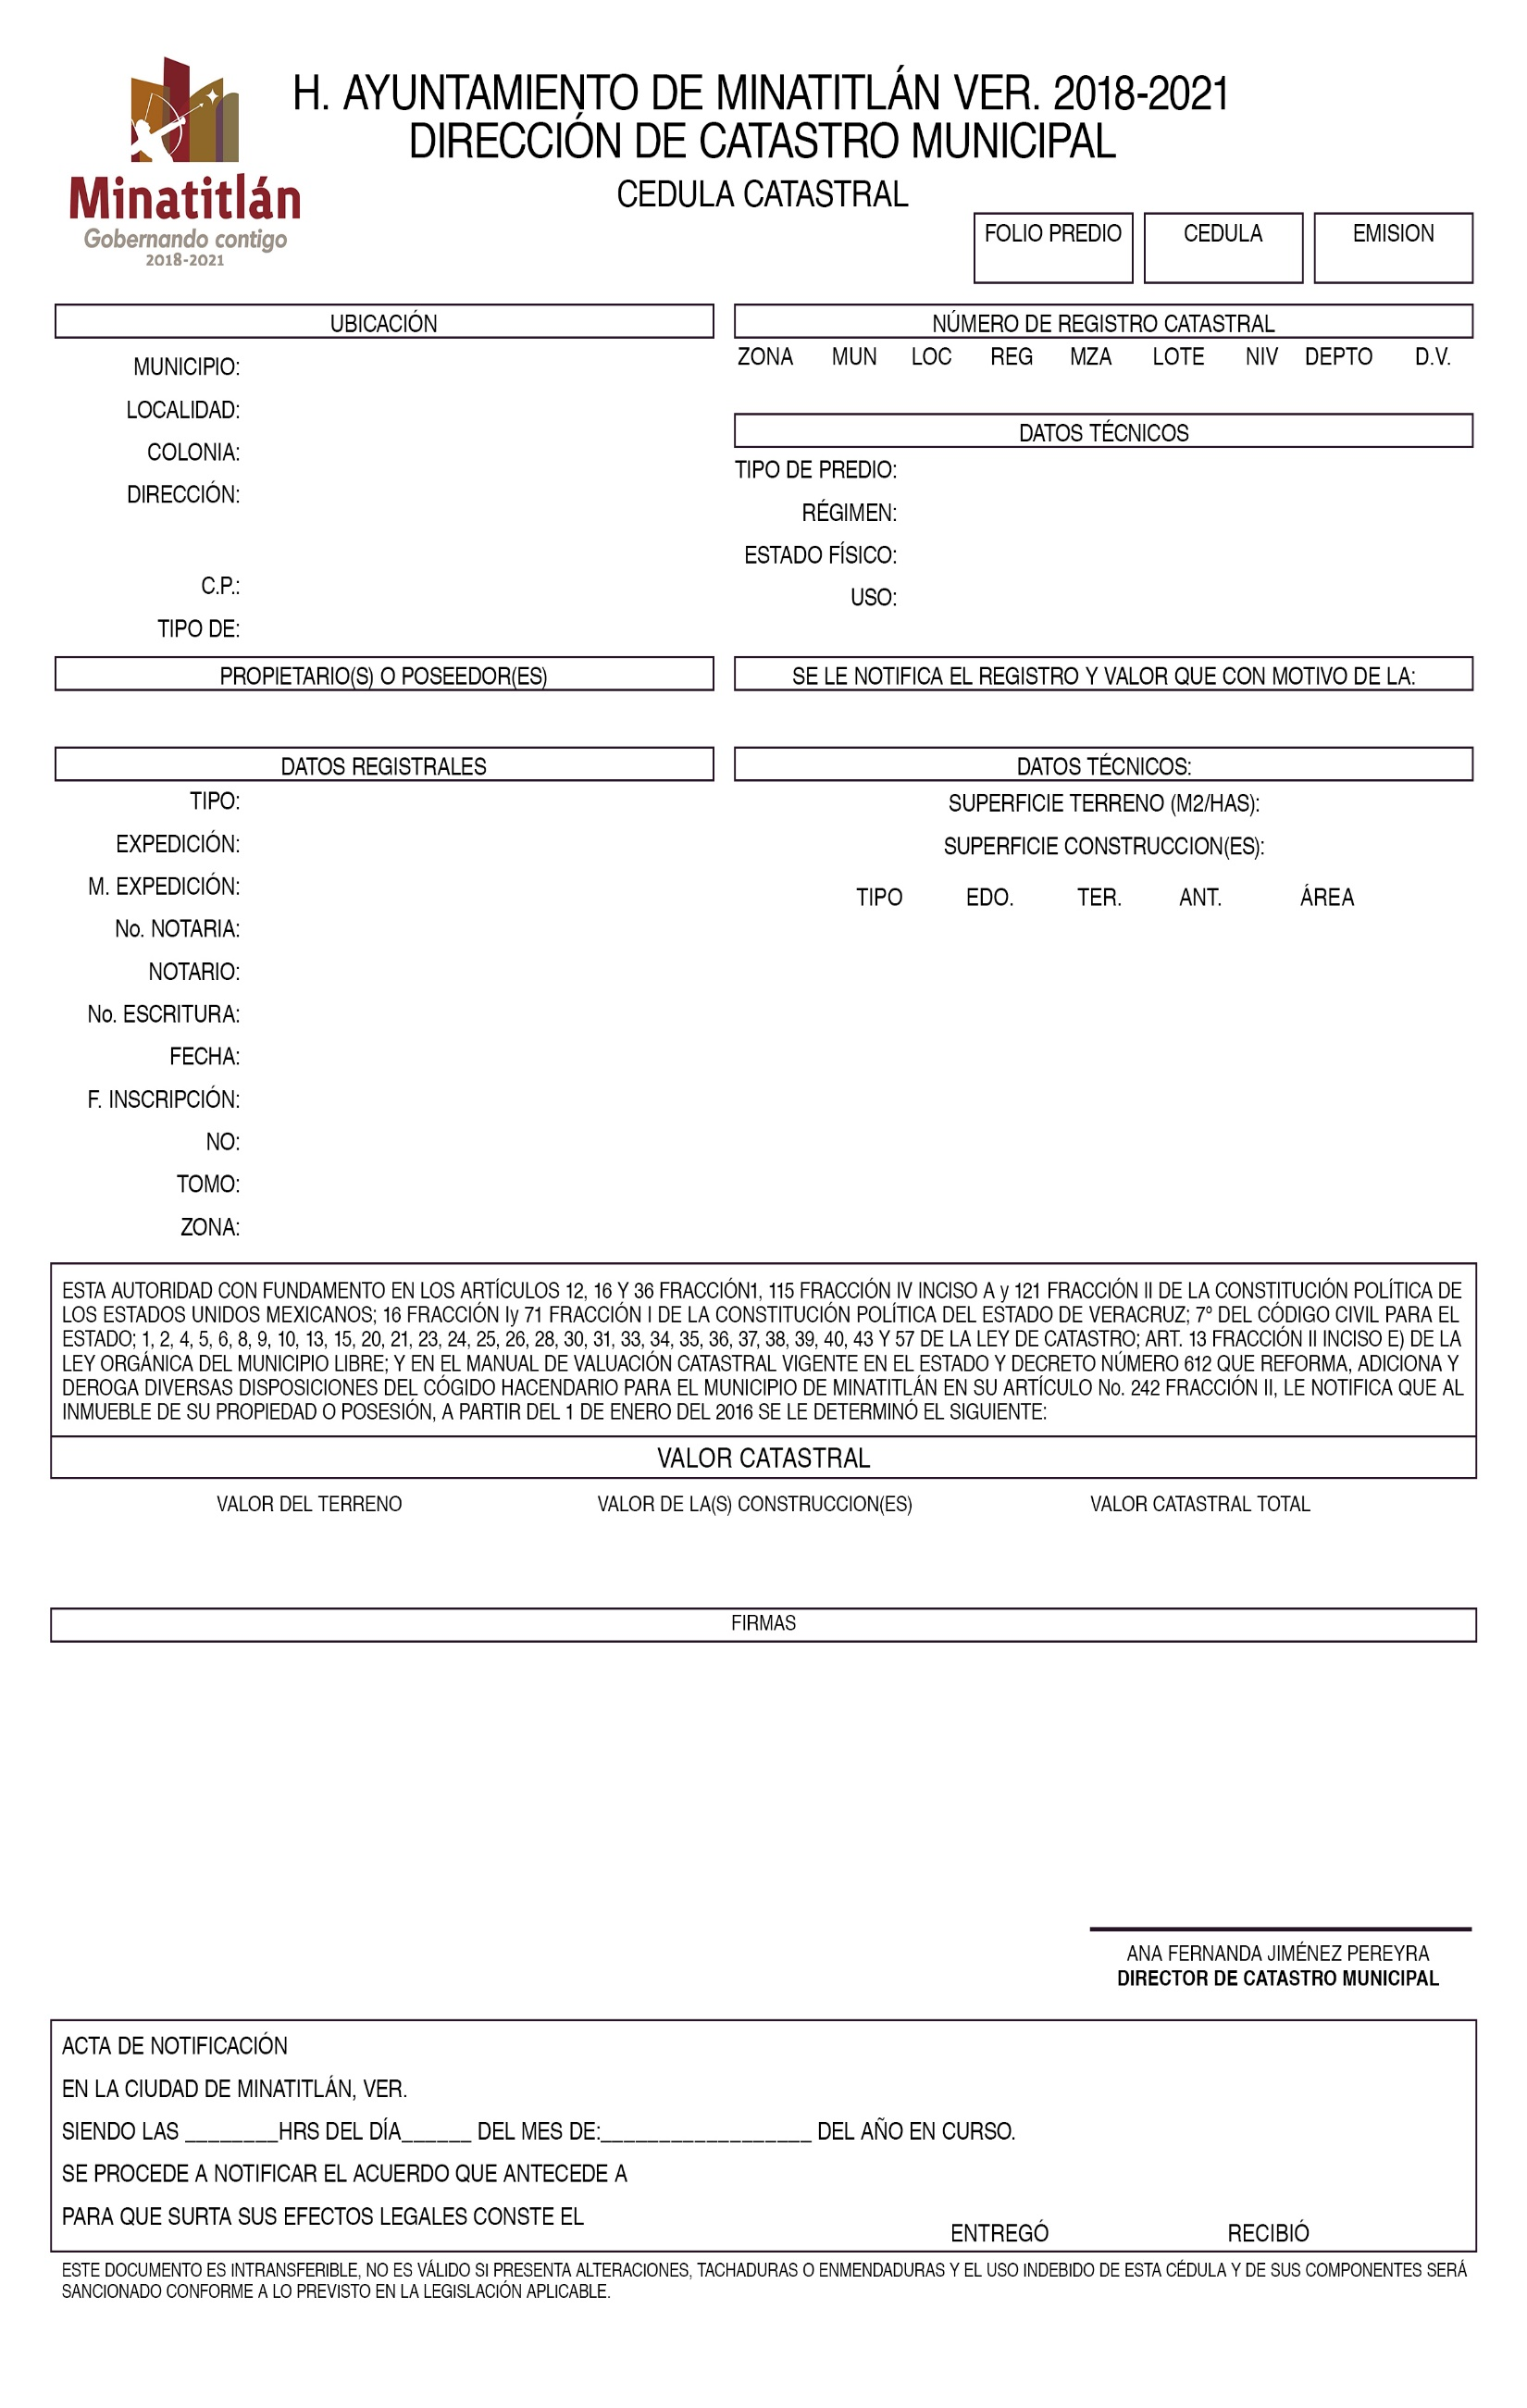 H. AYUNTAMIENTO DE MINATITLÁN VER. 2018-2021
DIRECCIÓN DE CATASTRO MUNICIPAL
CEDULA CATASTRAL
Minatitlán
Gobernando contigo
2018-2021
FOLIO PREDIO CEDULA EMISION
UBICACIÓN
MUNICIPIO:
LOCALIDAD:
COLONIA:
DIRECCIÓN:
C.P.:
TIPO DE:
NÚMERO DE REGISTRO CATASTRAL
ZONA MUN LOC REG MZA LOTE NIV DEPTO D.V.
DATOS TÉCNICOS
TIPO DE PREDIO:
RÉGIMEN:
ESTADO FÍSICO:
USO:
PROPIETARIO(S) O POSEEDOR(ES)
SE LE NOTIFICA EL REGISTRO Y VALOR QUE CON MOTIVO DE LA:
DATOS REGISTRALES
TIPO:
EXPEDICIÓN:
M. EXPEDICIÓN:
No. NOTARIA:
NOTARIO:
No. ESCRITURA:
FECHA:
F. INSCRIPCIÓN:
NO:
TOMO:
ZONA:
DATOS TÉCNICOS:
SUPERFICIE TERRENO (M2/HAS):
SUPERFICIE CONSTRUCCION(ES):
TIPO EDO. TER. ANT. ÁREA
ESTA AUTORIDAD CON FUNDAMENTO EN LOS ARTÍCULOS 12, 16 Y 36 FRACCIÓN1, 115 FRACCIÓN IV INCISO A y 121 FRACCIÓN II DE LA CONSTITUCIÓN POLÍTICA DE
LOS ESTADOS UNIDOS MEXICANOS; 16 FRACCIÓN Iy 71 FRACCIÓN I DE LA CONSTITUCIÓN POLÍTICA DEL ESTADO DE VERACRUZ; 7º DEL CÓDIGO CIVIL PARA EL
ESTADO; 1, 2, 4, 5, 6, 8, 9, 10, 13, 15, 20, 21, 23, 24, 25, 26, 28, 30, 31, 33, 34, 35, 36, 37, 38, 39, 40, 43 Y 57 DE LA LEY DE CATASTRO; ART. 13 FRACCIÓN II INCISO E) DE LA
LEY ORGÁNICA DEL MUNICIPIO LIBRE; Y EN EL MANUAL DE VALUACIÓN CATASTRAL VIGENTE EN EL ESTADO Y DECRETO NÚMERO 612 QUE REFORMA, ADICIONA Y
DEROGA DIVERSAS DISPOSICIONES DEL CÓGIDO HACENDARIO PARA EL MUNICIPIO DE MINATITLÁN EN SU ARTÍCULO No. 242 FRACCIÓN II, LE NOTIFICA QUE AL
INMUEBLE DE SU PROPIEDAD O POSESIÓN, A PARTIR DEL 1 DE ENERO DEL 2016 SE LE DETERMINÓ EL SIGUIENTE:
VALOR CATASTRAL
VALOR DEL TERRENO VALOR DE LA(S) CONSTRUCCION(ES) VALOR CATASTRAL TOTAL
FIRMAS
ANA FERNANDA JIMÉNEZ PEREYRA
DIRECTOR DE CATASTRO MUNICIPAL
ACTA DE NOTIFICACIÓN
EN LA CIUDAD DE MINATITLÁN, VER.
SIENDO LAS ________HRS DEL DÍA______ DEL MES DE:__________________ DEL AÑO EN CURSO.
SE PROCEDE A NOTIFICAR EL ACUERDO QUE ANTECEDE A
PARA QUE SURTA SUS EFECTOS LEGALES CONSTE EL
ENTREGÓ RECIBIÓ
ESTE DOCUMENTO ES INTRANSFERIBLE, NO ES VÁLIDO SI PRESENTA ALTERACIONES, TACHADURAS O ENMENDADURAS Y EL USO INDEBIDO DE ESTA CÉDULA Y DE SUS COMPONENTES SERÁ
SANCIONADO CONFORME A LO PREVISTO EN LA LEGISLACIÓN APLICABLE.